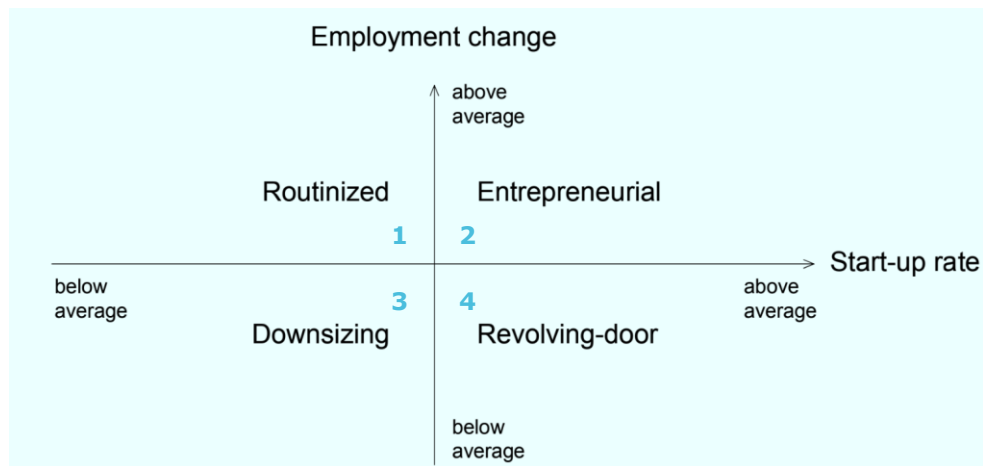 Employment change
above
average
Routinized
Entrepreneurial
1
2
Start-up rate
below
average
above
average
3
4
Downsizing
Revolving-door
below
average